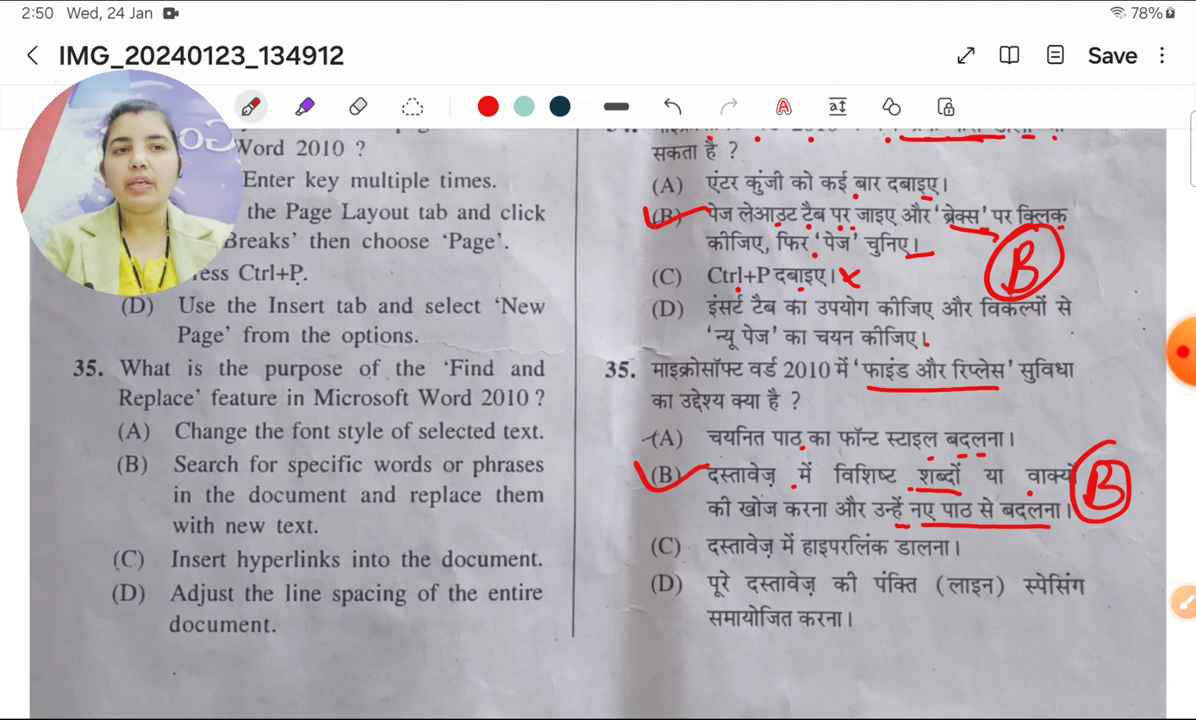 2:50 Wed, 24 Jan
78%
IMG_20240123_134912
Save
Word 2010 ?
Enter key multiple times.
the Page Layout tab and click
Breaks’ then choose ‘Page’.
ess Ctrl+P.
(D) Use the Insert tab and select ‘New
Page’ from the options.
35. What is the purpose of the ‘Find and
Replace’ feature in Microsoft Word 2010 ?
(A) Change the font style of selected text.
(B) Search for specific words or phrases
in the document and replace them
with new text.
(C) Insert hyperlinks into the document.
(D) Adjust the line spacing of the entire
document.
सकता है ?
(A) एंटर कुंजी को कई बार दबाइए।
(B) पेज लेआउट टैब पर जाइए और ‘ब्रेक्स’ पर क्लिक
कीजिए, फिर ‘पेज’ चुनिए।
B
(C) Ctrl+P दबाइए।
(D) इंसर्ट टैब का उपयोग कीजिए और विकल्पों से
‘न्यू पेज’ का चयन कीजिए।
35. माइक्रोसॉफ्ट वर्ड 2010 में ‘फाइंड और रिप्लेस’ सुविधा
का उद्देश्य क्या है ?
(A) चयनित पाठ का फॉन्ट स्टाइल बदलना।
(B) दस्तावेज़ में विशिष्ट शब्दों या वाक्यों
की खोज करना और उन्हें नए पाठ से बदलना।
B
(C) दस्तावेज़ में हाइपरलिंक डालना।
(D) पूरे दस्तावेज़ की पंक्ति (लाइन) स्पेसिंग
समायोजित करना।